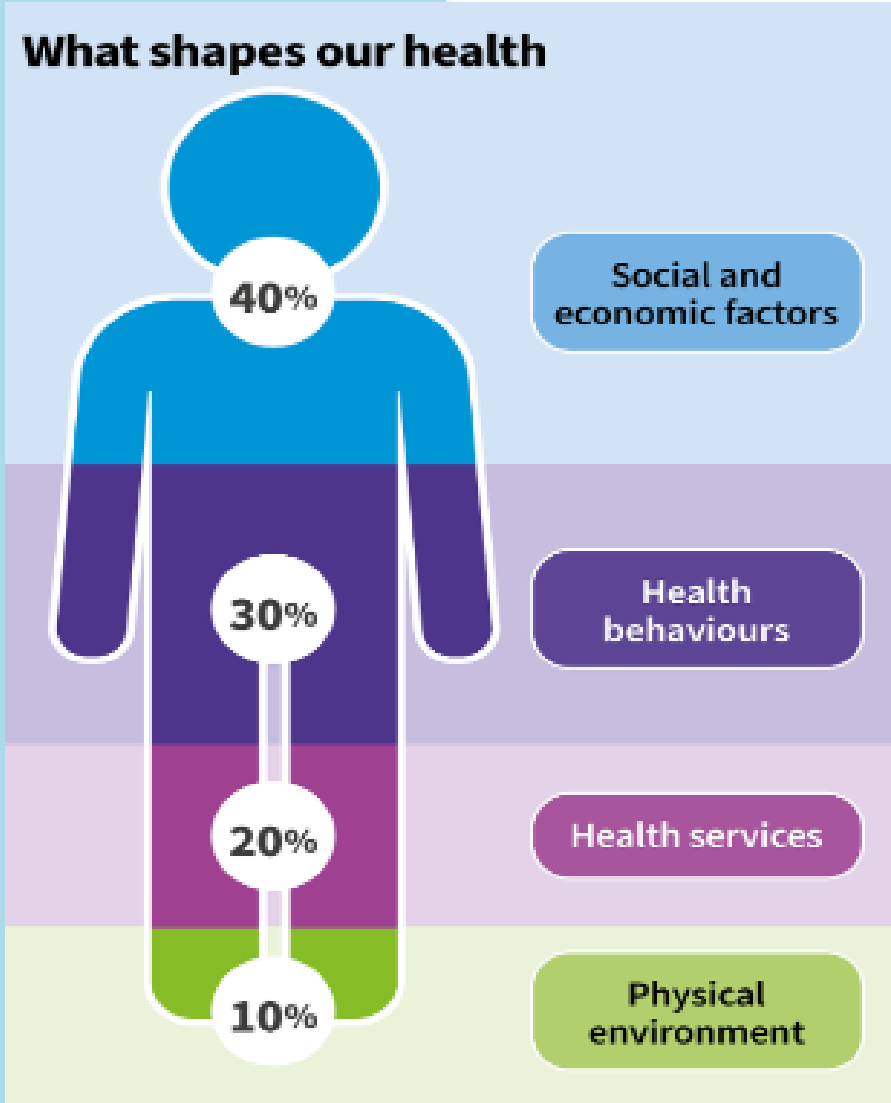 What shapes our health
40%
Social and
economic factors
30%
Health
behaviours
20%
Health services
10%
Physical
environment